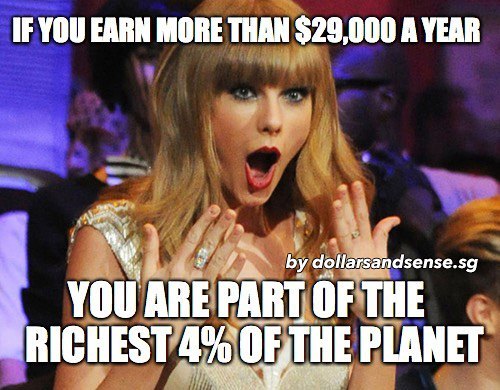 IF YOU EARN MORE THAN $29,000 A YEAR
by dollarsandsense.sg
YOU ARE PART OF THE
RICHEST 4% OF THE PLANET